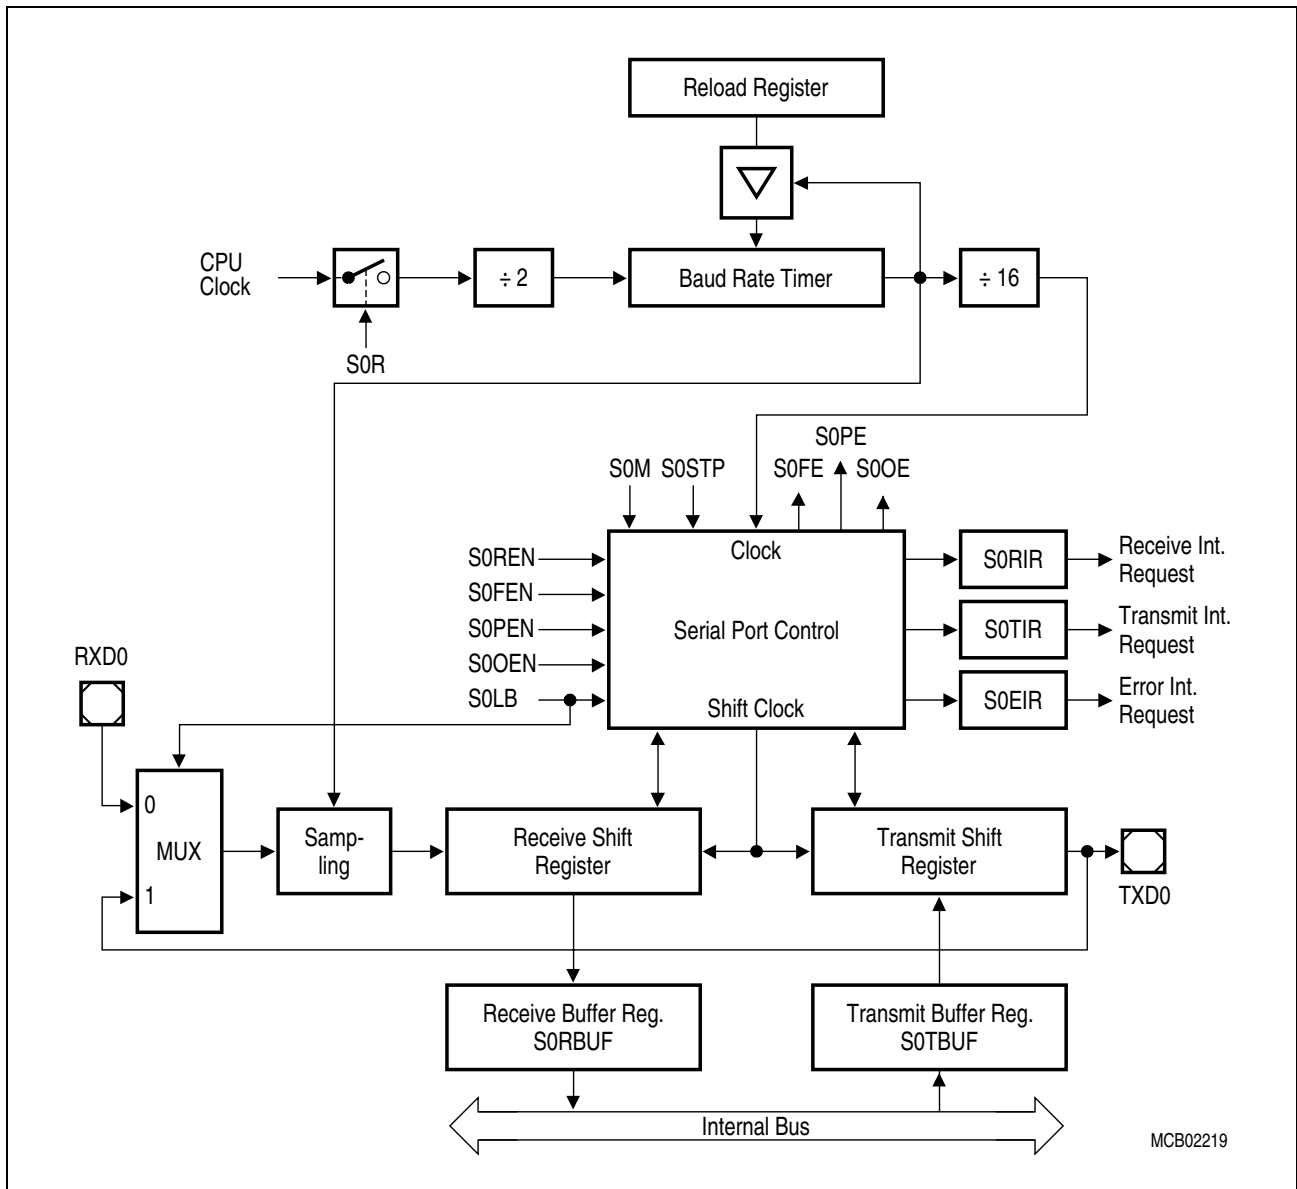 Reload Register
CPU
Clock
÷ 2
Baud Rate Timer
÷ 16
S0R
S0PE
S0M S0STP S0FE S0OE
Clock
S0REN
S0FEN
S0PEN
S0OEN
S0LB
Serial Port Control
Shift Clock
S0RIR
Receive Int.
Request
S0TIR
Transmit Int.
Request
S0EIR
Error Int.
Request
RXD0
0
MUX
1
Samp-
ling
Receive Shift
Register
Transmit Shift
Register
TXD0
Receive Buffer Reg.
S0RBUF
Transmit Buffer Reg.
S0TBUF
Internal Bus
MCB02219